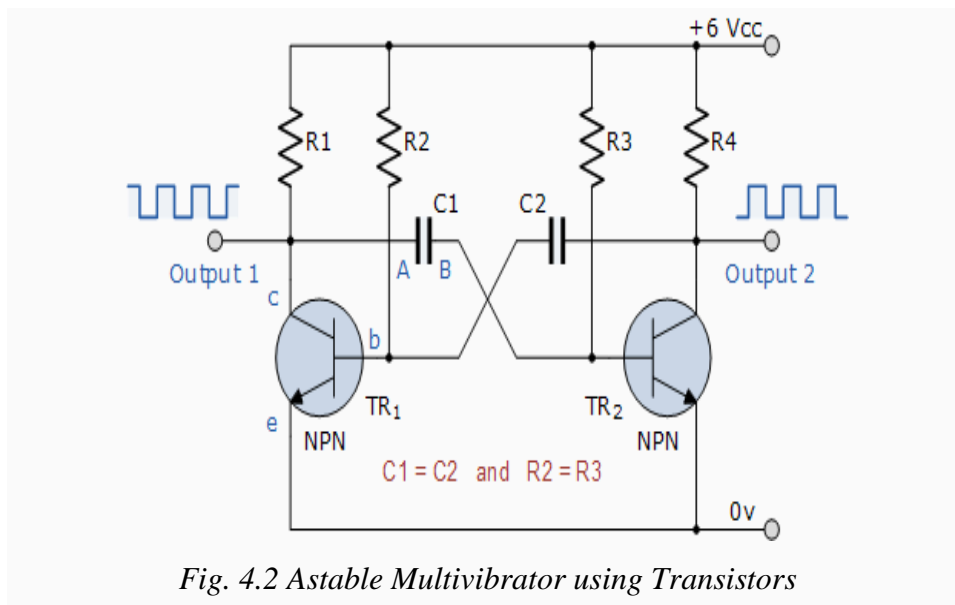 +6 Vcc
R1
R2
R3
R4
C1
C2
A
B
Output 1
Output 2
c
b
e
TR₁
TR₂
NPN
NPN
C1 = C2 and R2 = R3
0v
Fig. 4.2 Astable Multivibrator using Transistors